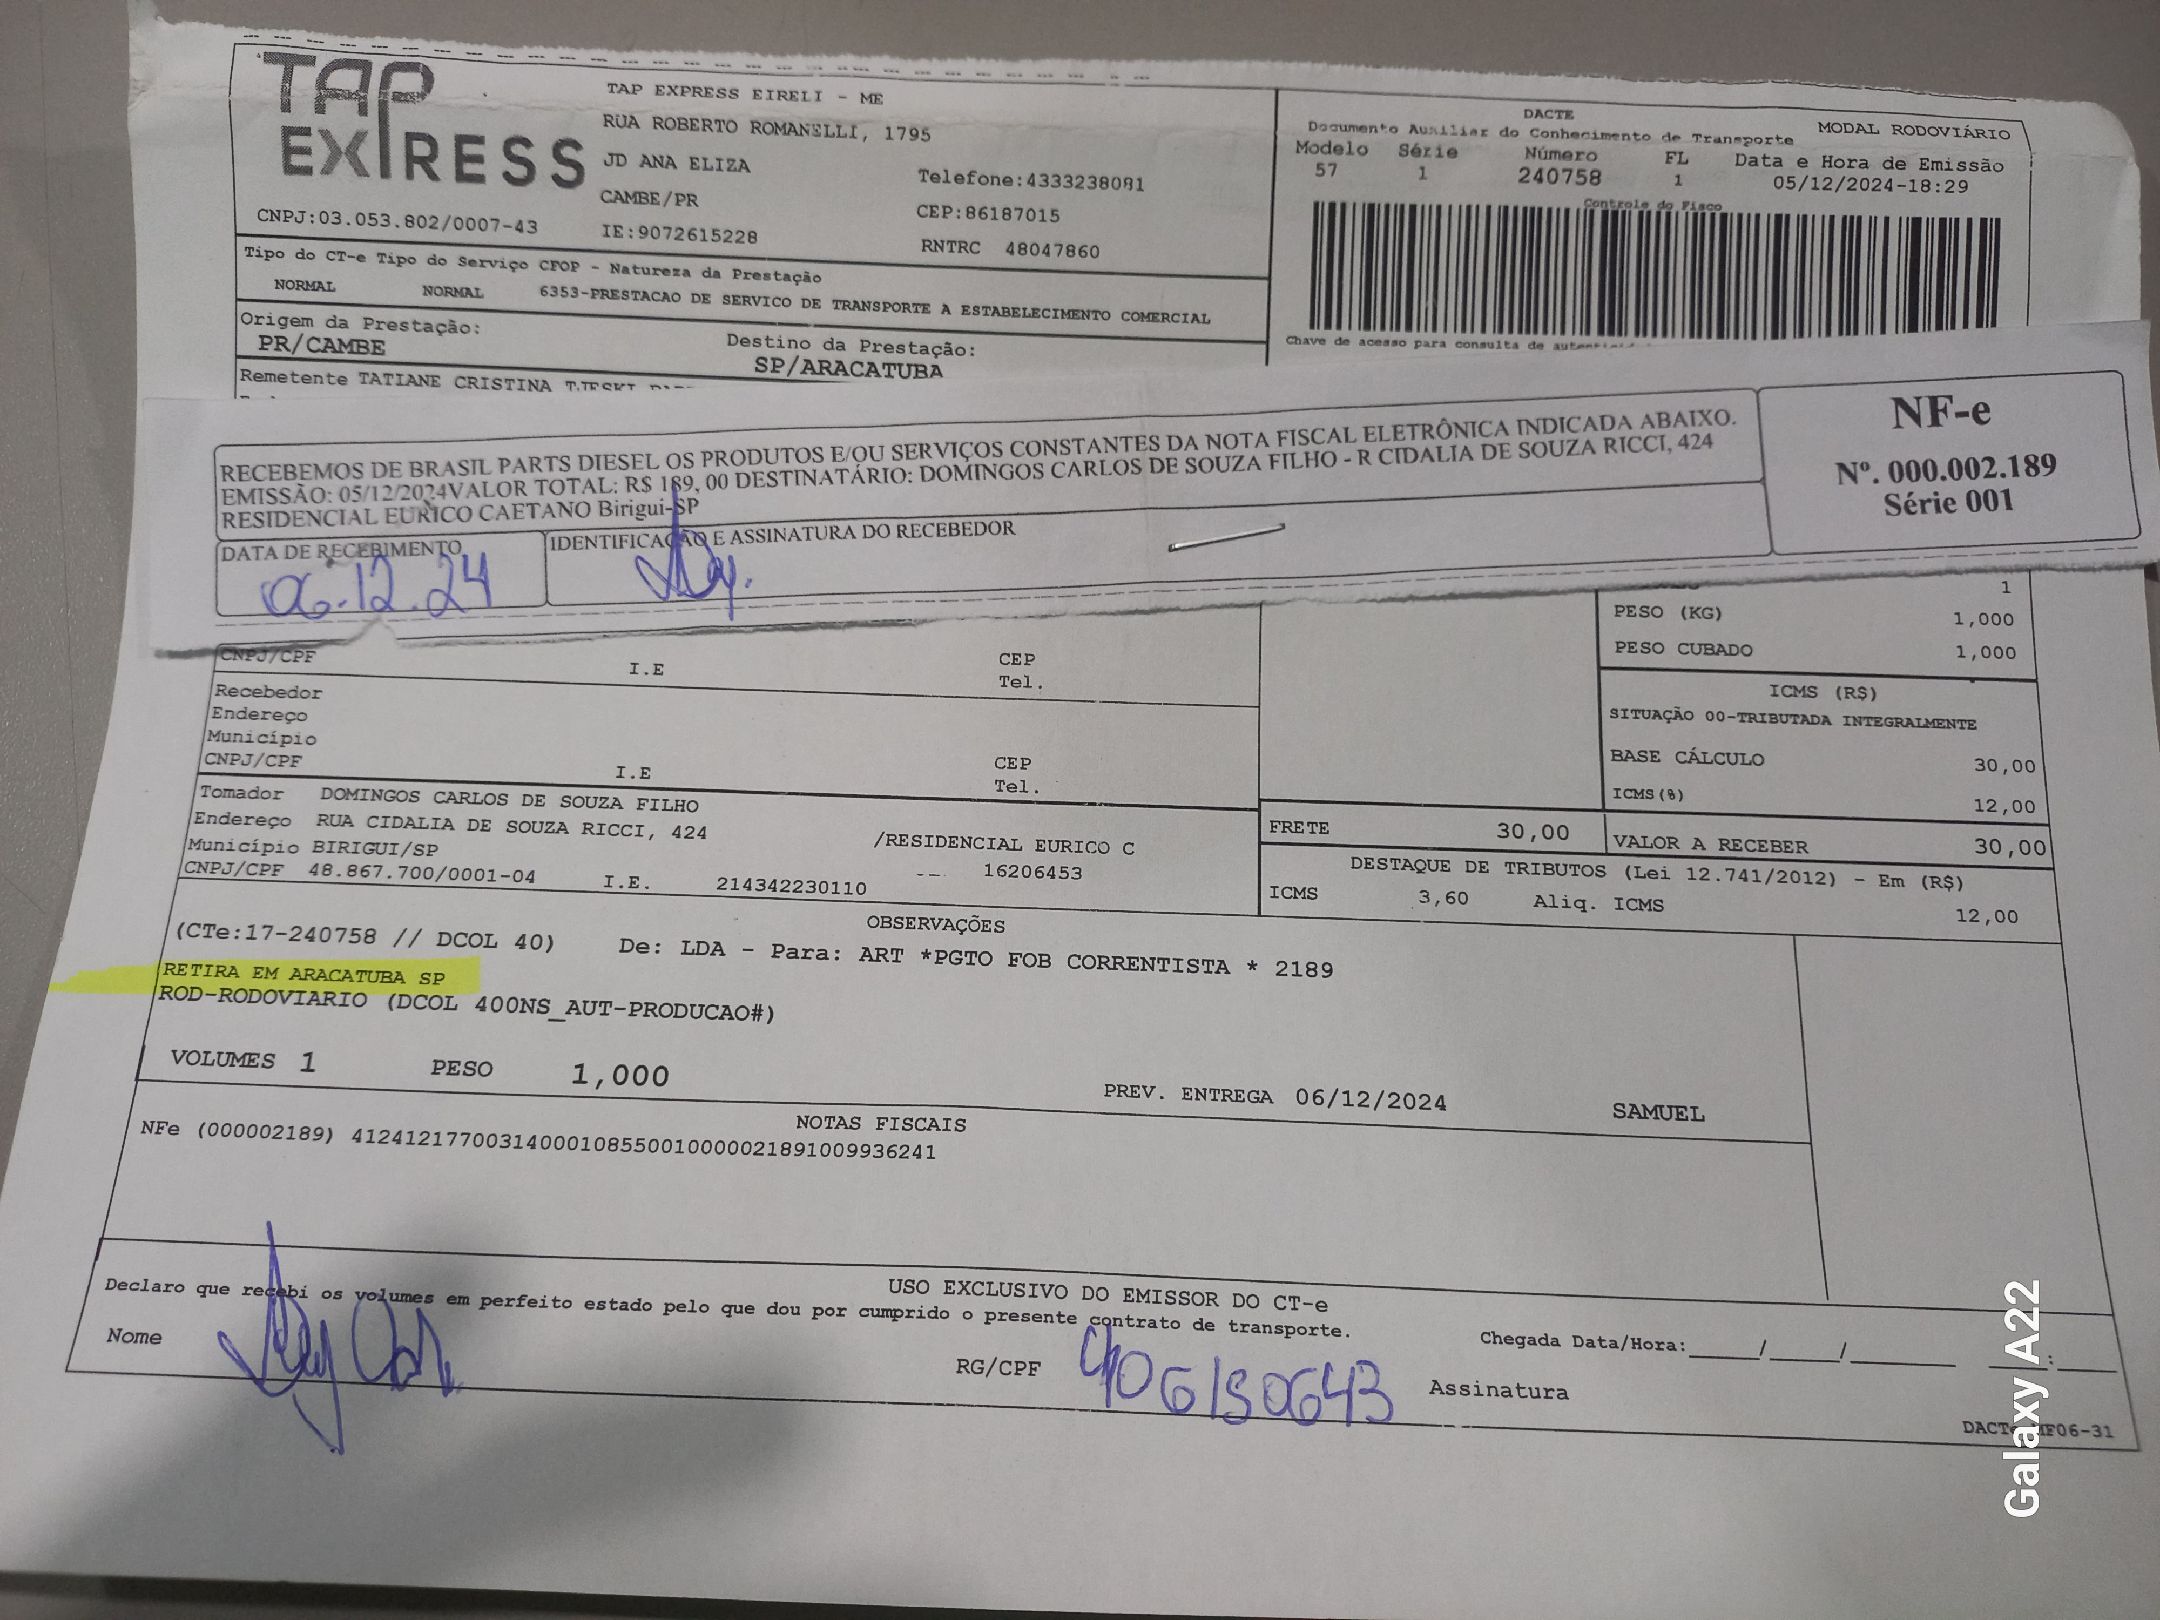 TAP EXPRESS
TAP EXPRESS EIRELI - ME
RUA ROBERTO ROMANELLI, 1795
JD ANA ELIZA
Telefone:4333238081
CAMBE/PR
CEP:86187015
CNPJ:03.053.802/0007-43
IE:9072615228
RNTRC 48047860
DACTE
Documento Auxiliar do Conhecimento de Transporte
MODAL RODOVIÁRIO
Modelo Série Número FL Data e Hora de Emissão
57 1 240758 1 05/12/2024-18:29
Controle do Fisco
Tipo do CT-e Tipo do Serviço CFOP - Natureza da Prestação
NORMAL NORMAL 6353-PRESTACAO DE SERVICO DE TRANSPORTE A ESTABELECIMENTO COMERCIAL
Origem da Prestação: Destino da Prestação:
PR/CAMBE SP/ARACATUBA
Chave de acesso para consulta de
Remetente TATIANE CRISTINA
RECEBEMOS DE BRASIL PARTS DIESEL OS PRODUTOS E/OU SERVIÇOS CONSTANTES DA NOTA FISCAL ELETRÔNICA INDICADA ABAIXO.
EMISSÃO: 05/12/2024VALOR TOTAL: R$ 189, 00 DESTINATÁRIO: DOMINGOS CARLOS DE SOUZA FILHO - R CIDALIA DE SOUZA RICCI, 424
RESIDENCIAL EURICO CAETANO Birigui-SP
DATA DE RECEBIMENTO IDENTIFICAÇÃO E ASSINATURA DO RECEBEDOR
06.12.24
NF-e
Nº. 000.002.189
Série 001
1
PESO (KG) 1,000
PESO CUBADO 1,000
CNPJ/CPF I.E CEP
Tel.
Recebedor
Endereço
Município
CNPJ/CPF I.E CEP
Tel.
ICMS (R$)
SITUAÇÃO 00-TRIBUTADA INTEGRALMENTE
BASE CÁLCULO 30,00
ICMS(%) 12,00
Tomador DOMINGOS CARLOS DE SOUZA FILHO
Endereço RUA CIDALIA DE SOUZA RICCI, 424 /RESIDENCIAL EURICO C
Município BIRIGUI/SP 16206453
CNPJ/CPF 48.867.700/0001-04 I.E. 214342230110
FRETE 30,00 VALOR A RECEBER 30,00
DESTAQUE DE TRIBUTOS (Lei 12.741/2012) - Em (R$)
ICMS 3,60 Aliq. ICMS 12,00
OBSERVAÇÕES
(CTe:17-240758 // DCOL 40) De: LDA - Para: ART *PGTO FOB CORRENTISTA * 2189
RETIRA EM ARACATUBA SP
ROD-RODOVIARIO (DCOL 400NS_AUT-PRODUCAO#)
VOLUMES 1 PESO 1,000 PREV. ENTREGA 06/12/2024 SAMUEL
NOTAS FISCAIS
NFe (000002189) 41241217700314000108550010000021891009936241
USO EXCLUSIVO DO EMISSOR DO CT-e
Declaro que recebi os volumes em perfeito estado pelo que dou por cumprido o presente contrato de transporte.
Nome RG/CPF Chegada Data/Hora:_____/_____/________ ____:____
Assinatura
Galaxy A22